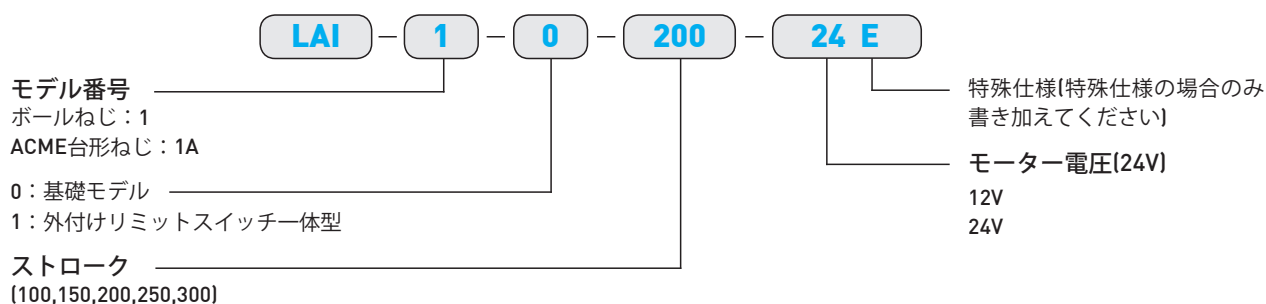 LAI - 1 - 0 - 200 - 24 E
モデル番号
ボールねじ：1
ACME台形ねじ：1A
0：基礎モデル
1：外付けリミットスイッチ一体型
ストローク
(100,150,200,250,300)
特殊仕様(特殊仕様の場合のみ
書き加えてください)
モーター電圧(24V)
12V
24V